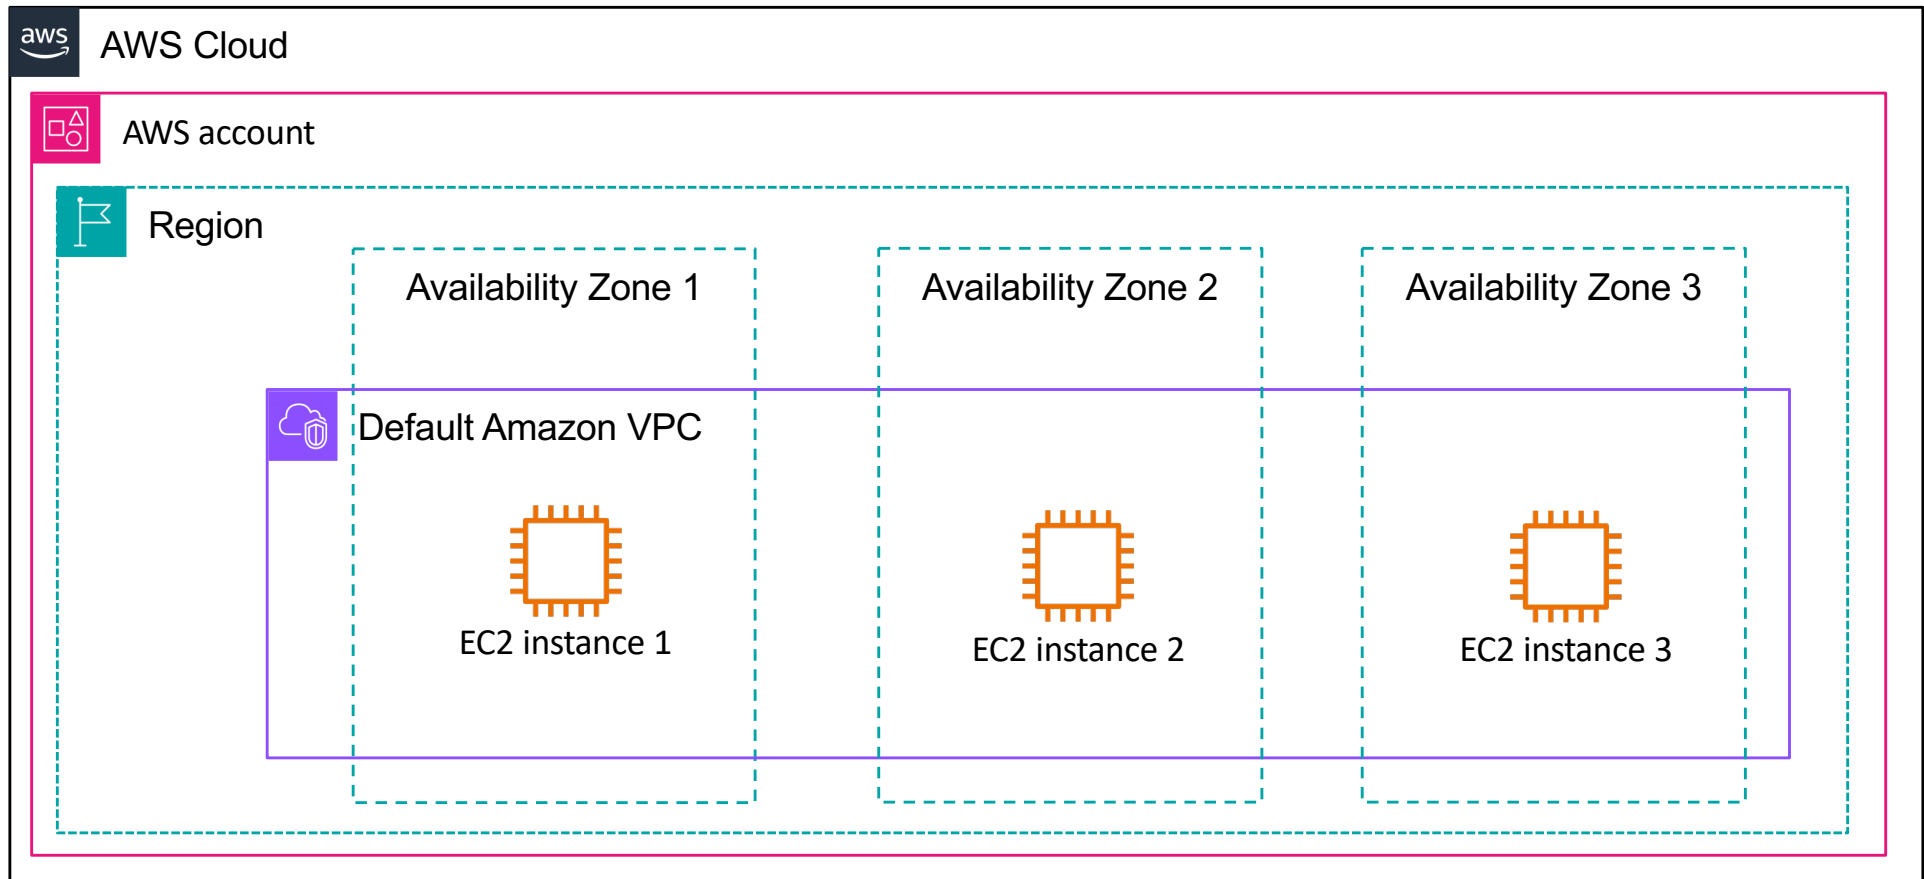 aws
AWS Cloud
AWS account
Region
Availability Zone 1
Availability Zone 2
Availability Zone 3
Default Amazon VPC
EC2 instance 1
EC2 instance 2
EC2 instance 3